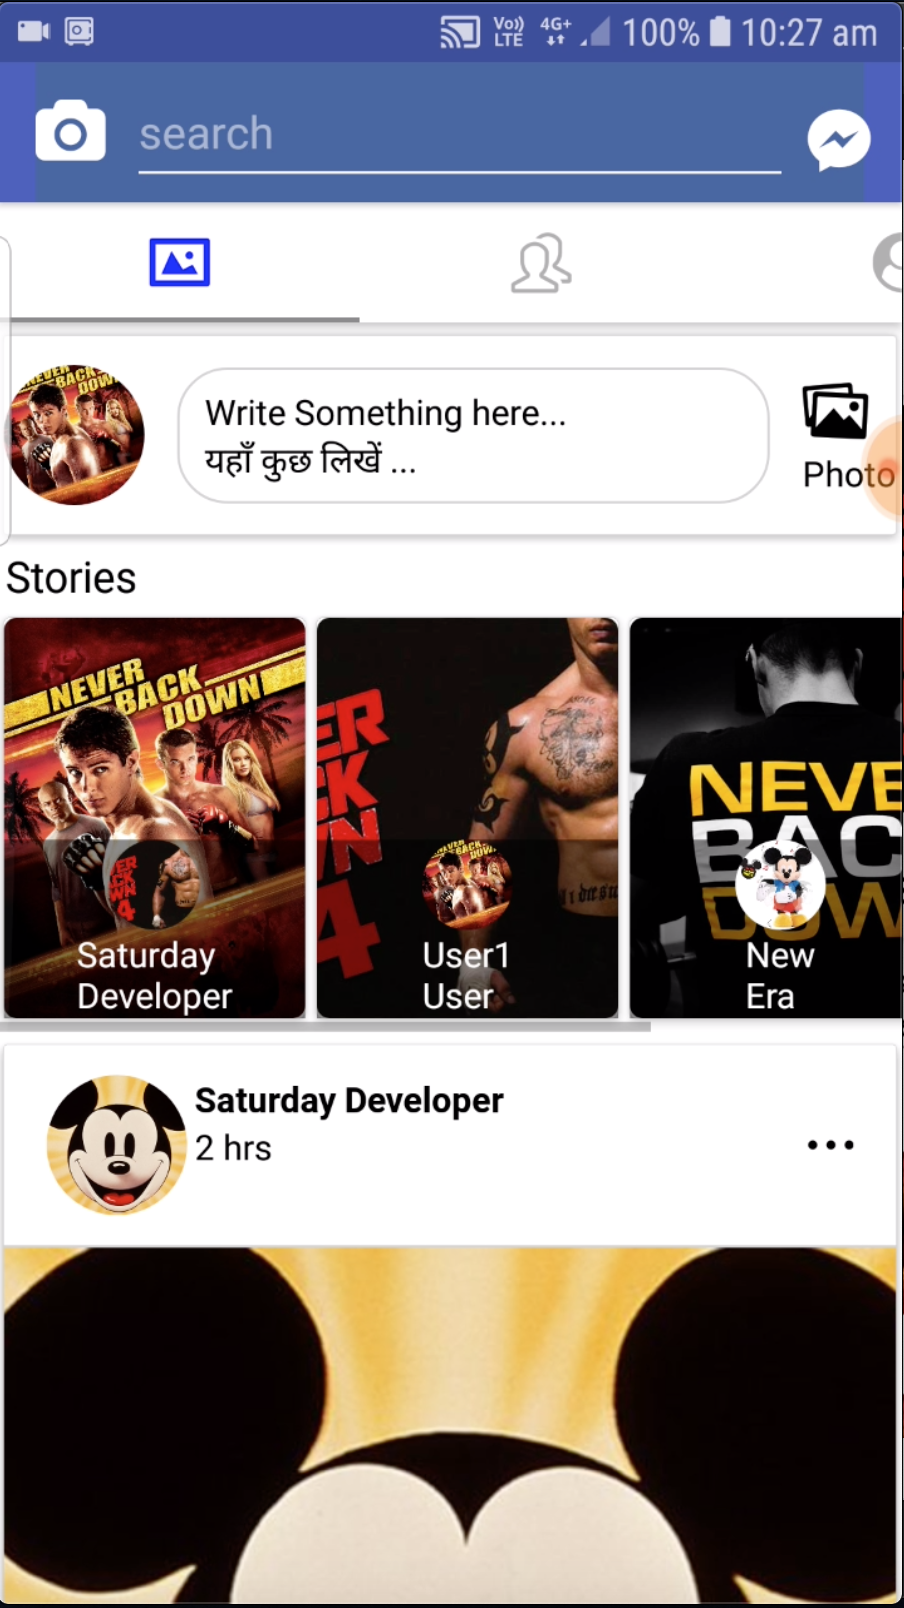 Vo)) LTE 4G+ 100% 10:27 am
search
NEVER BACK DOWN
Write Something here...
यहाँ कुछ लिखें ...
Photo
Stories
NEVER
BACK
DOWN
ER
CK
WN
4
NEVE
BAC
DOW
ER
CK
WN
4
NEVER BACK DOWN
Saturday
Developer
User1
User
New
Era
Saturday Developer
2 hrs